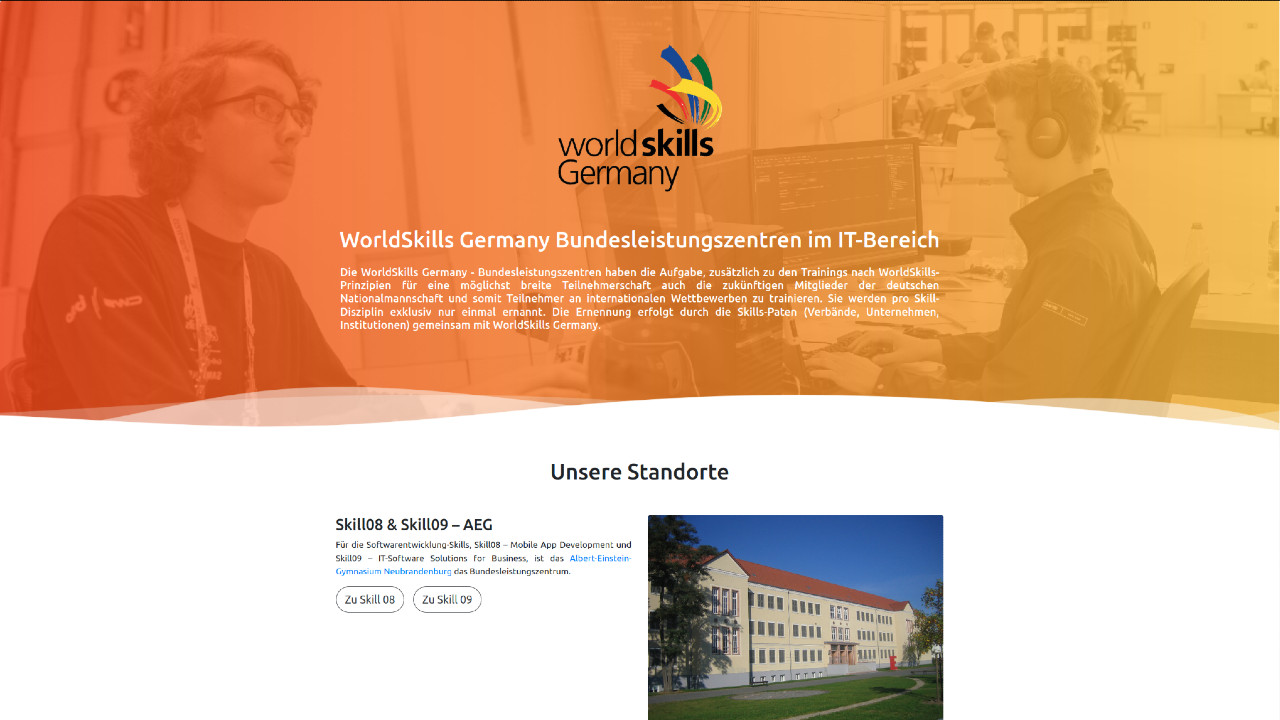 worldskills
Germany
WorldSkills Germany Bundesleistungszentren im IT-Bereich
Die WorldSkills Germany - Bundesleistungszentren haben die Aufgabe, zusätzlich zu den Trainings nach WorldSkills-
Prinzipien für eine möglichst breite Teilnehmerschaft auch die zukünftigen Mitglieder der deutschen
Nationalmannschaft und somit Teilnehmer an internationalen Wettbewerben zu trainieren. Sie werden pro Skill-
Disziplin exklusiv nur einmal ernannt. Die Ernennung erfolgt durch die Skills-Paten (Verbände, Unternehmen,
Institutionen) gemeinsam mit WorldSkills Germany.
Unsere Standorte
Skill08 & Skill09 – AEG
Für die Softwarentwicklung-Skills, Skill08 – Mobile App Development und
Skill09 – IT-Software Solutions for Business, ist das Albert-Einstein-
Gymnasium Neubrandenburg das Bundesleistungszentrum.
Zu Skill 08
Zu Skill 09